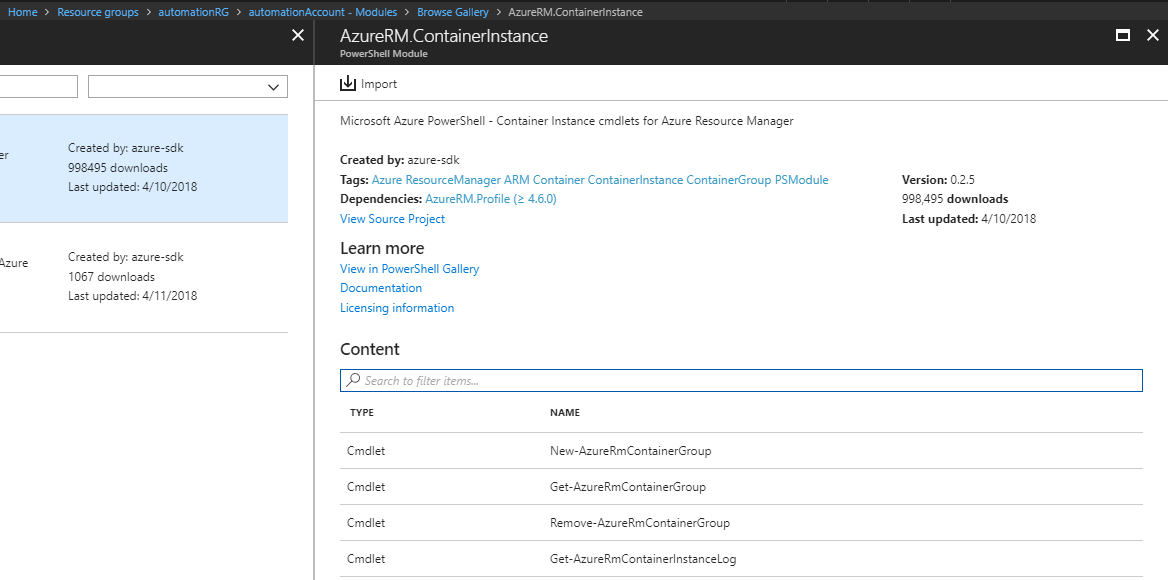 Home > Resource groups > automationRG > automationAccount - Modules > Browse Gallery > AzureRM.ContainerInstance
AzureRM.ContainerInstance
PowerShell Module
Import
er
Created by: azure-sdk
998495 downloads
Last updated: 4/10/2018
Azure
Created by: azure-sdk
1067 downloads
Last updated: 4/11/2018
Microsoft Azure PowerShell - Container Instance cmdlets for Azure Resource Manager
Created by: azure-sdk
Tags: Azure ResourceManager ARM Container ContainerInstance ContainerGroup PSModule
Dependencies: AzureRM.Profile (≥ 4.6.0)
View Source Project
Version: 0.2.5
998,495 downloads
Last updated: 4/10/2018
Learn more
View in PowerShell Gallery
Documentation
Licensing information
Content
Search to filter items...
TYPE NAME
Cmdlet New-AzureRmContainerGroup
Cmdlet Get-AzureRmContainerGroup
Cmdlet Remove-AzureRmContainerGroup
Cmdlet Get-AzureRmContainerInstanceLog